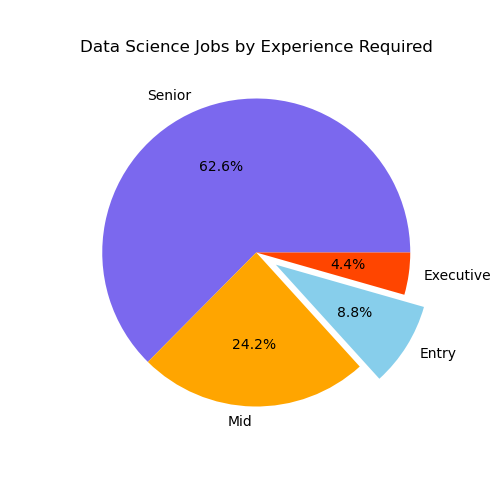 Data Science Jobs by Experience Required
Senior
62.6%
4.4%
Executive
8.8%
Entry
24.2%
Mid